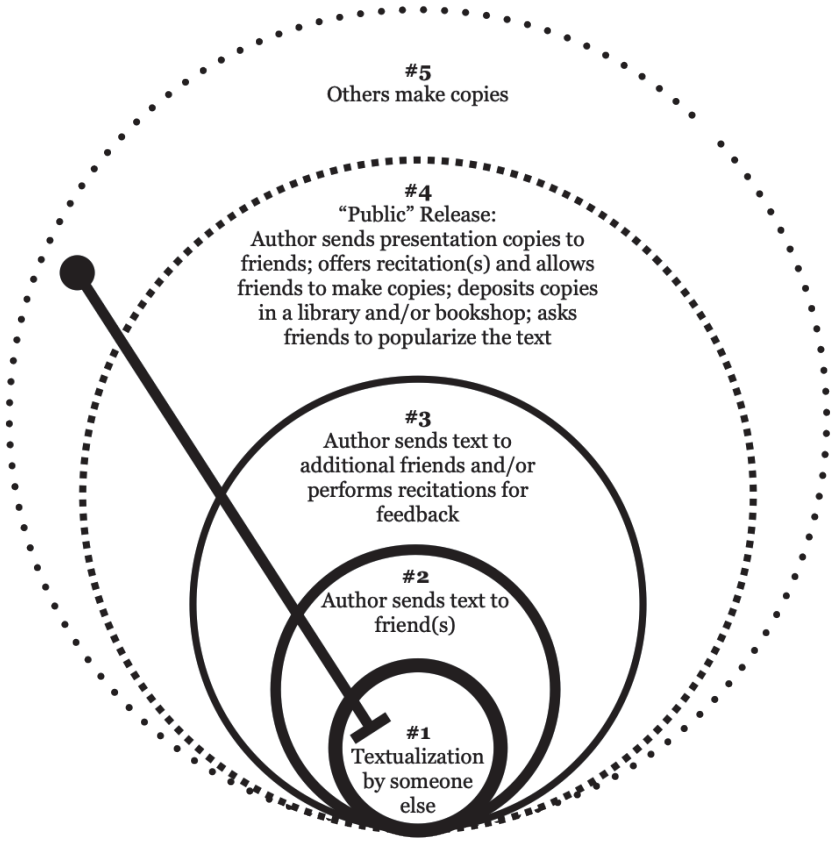 #5
Others make copies
#4
“Public” Release:
Author sends presentation copies to
friends; offers recitation(s) and allows
friends to make copies; deposits copies
in a library and/or bookshop; asks
friends to popularize the text
#3
Author sends text to
additional friends and/or
performs recitations for
feedback
#2
Author sends text to
friend(s)
#1
Textualization
by someone
else